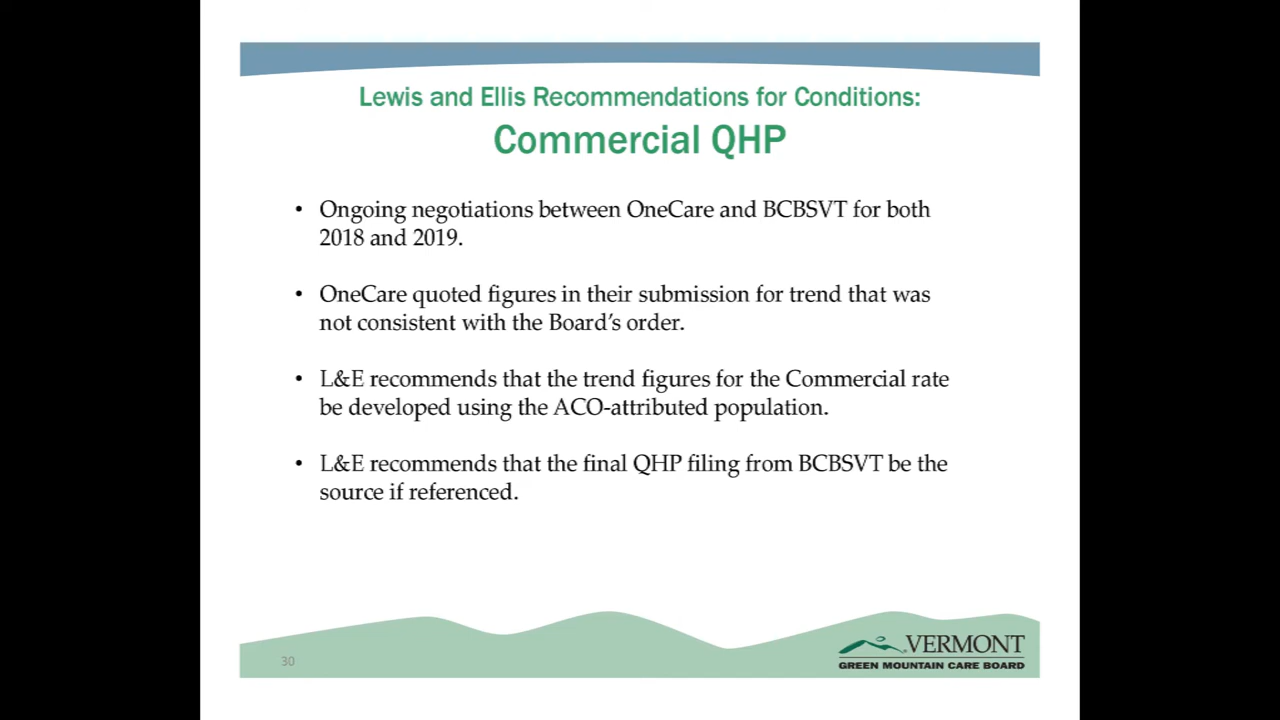 Lewis and Ellis Recommendations for Conditions:
Commercial QHP
• Ongoing negotiations between OneCare and BCBSVT for both
2018 and 2019.
• OneCare quoted figures in their submission for trend that was
not consistent with the Board's order.
• L&E recommends that the trend figures for the Commercial rate
be developed using the ACO-attributed population.
• L&E recommends that the final QHP filing from BCBSVT be the
source if referenced.
30
VERMONT
GREEN MOUNTAIN CARE BOARD